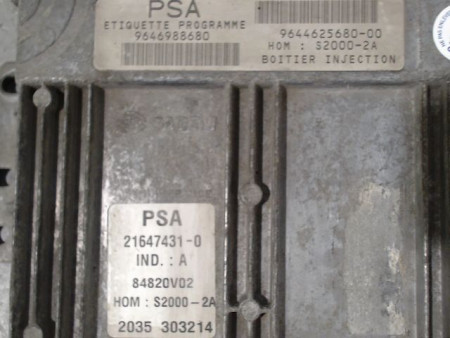 PSA
ETIQUETTE PROGRAMME
9646988680
9644625680-00
HOM : S2000-2A
BOITIER INJECTION
PSA
21647431-0
IND. : A
84820V02
HOM : S2000-2A
2035 303214